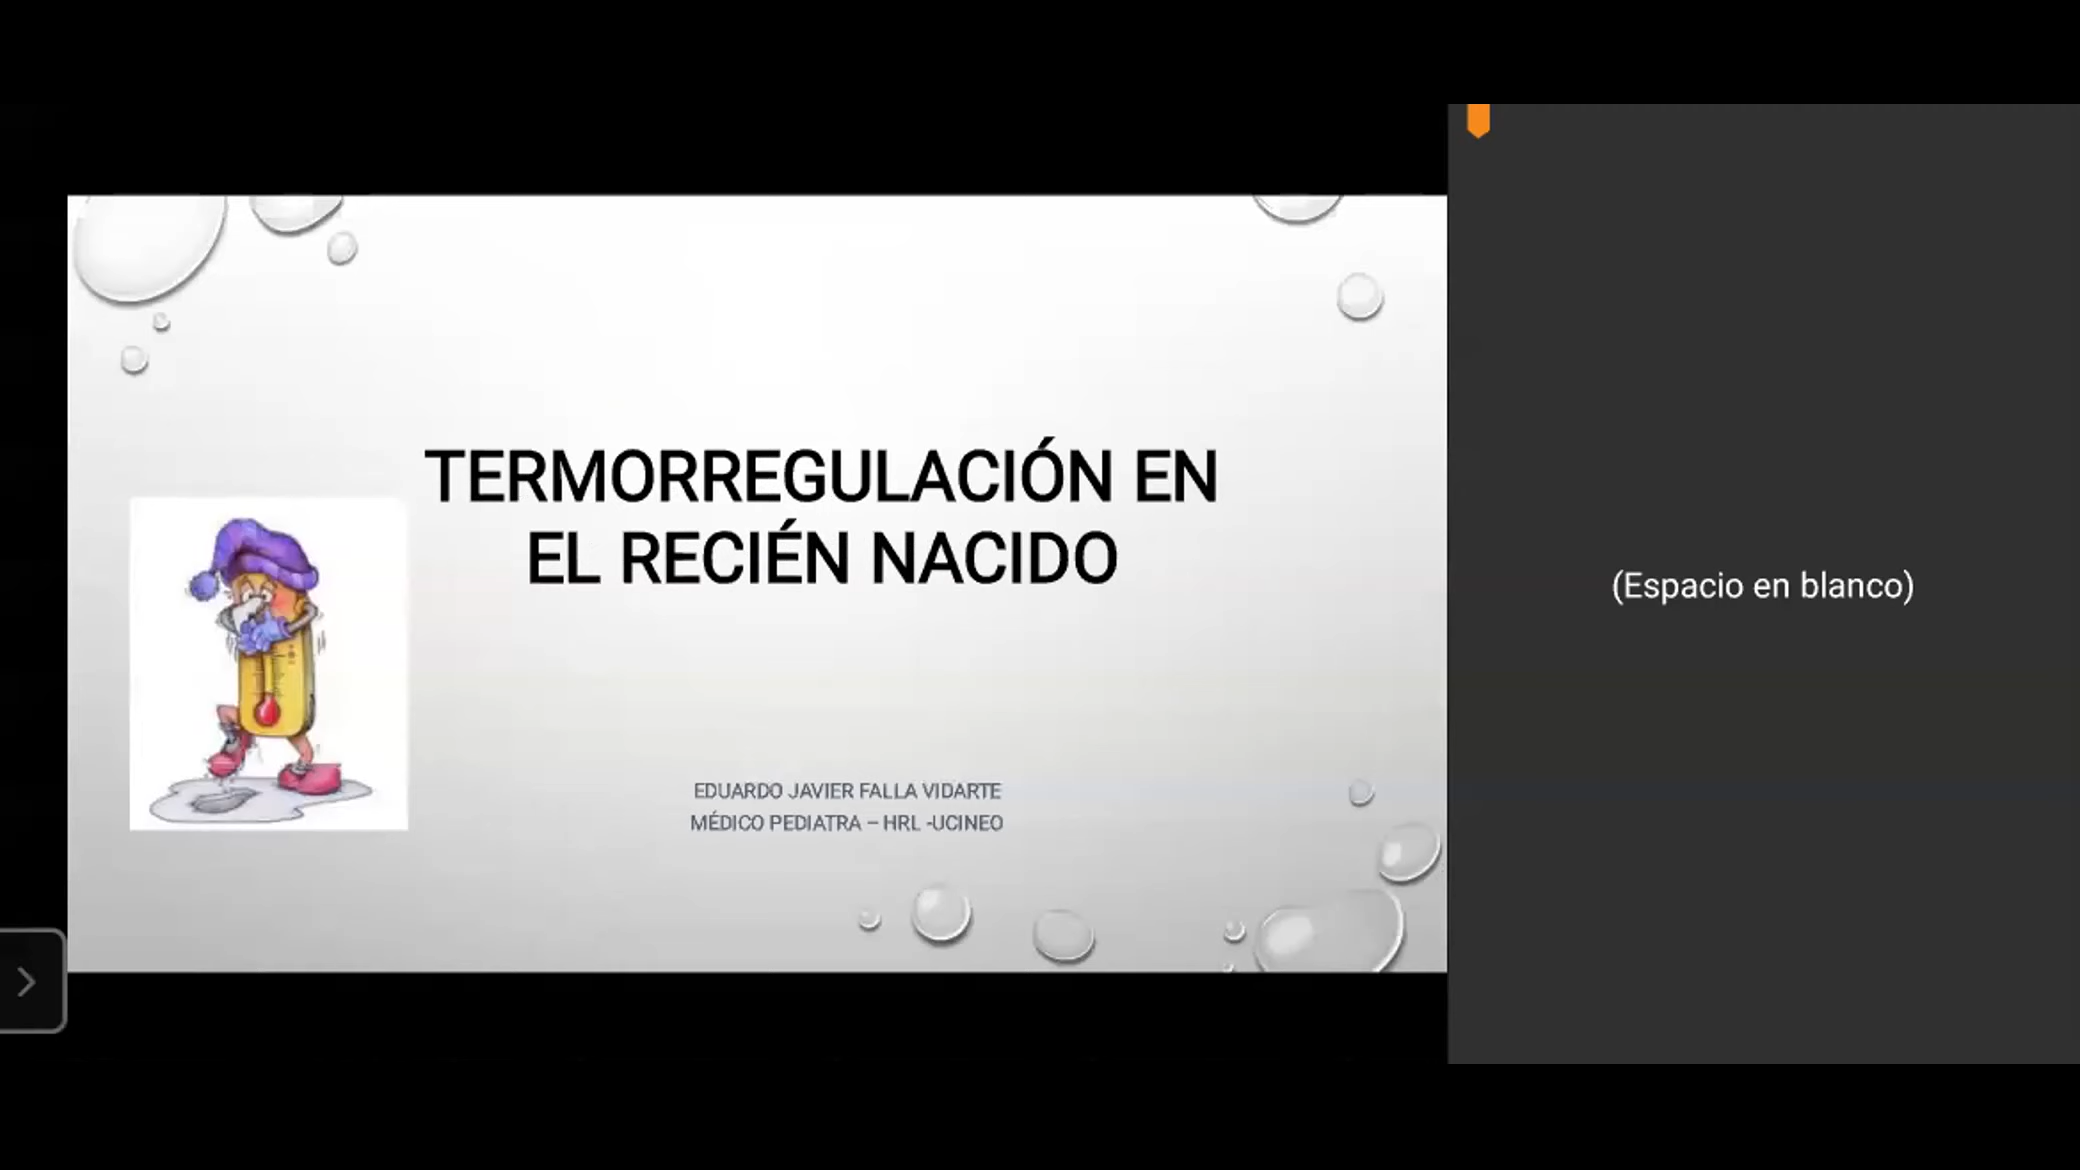 TERMORREGULACIÓN EN
EL RECIÉN NACIDO
EDUARDO JAVIER FALLA VIDARTE
MÉDICO PEDIATRA – HRL -UCINEO
(Espacio en blanco)